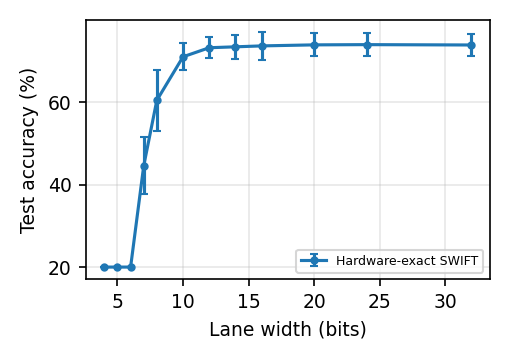 Test accuracy (%)
60
40
20
Hardware-exact SWIFT
5 10 15 20 25 30
Lane width (bits)